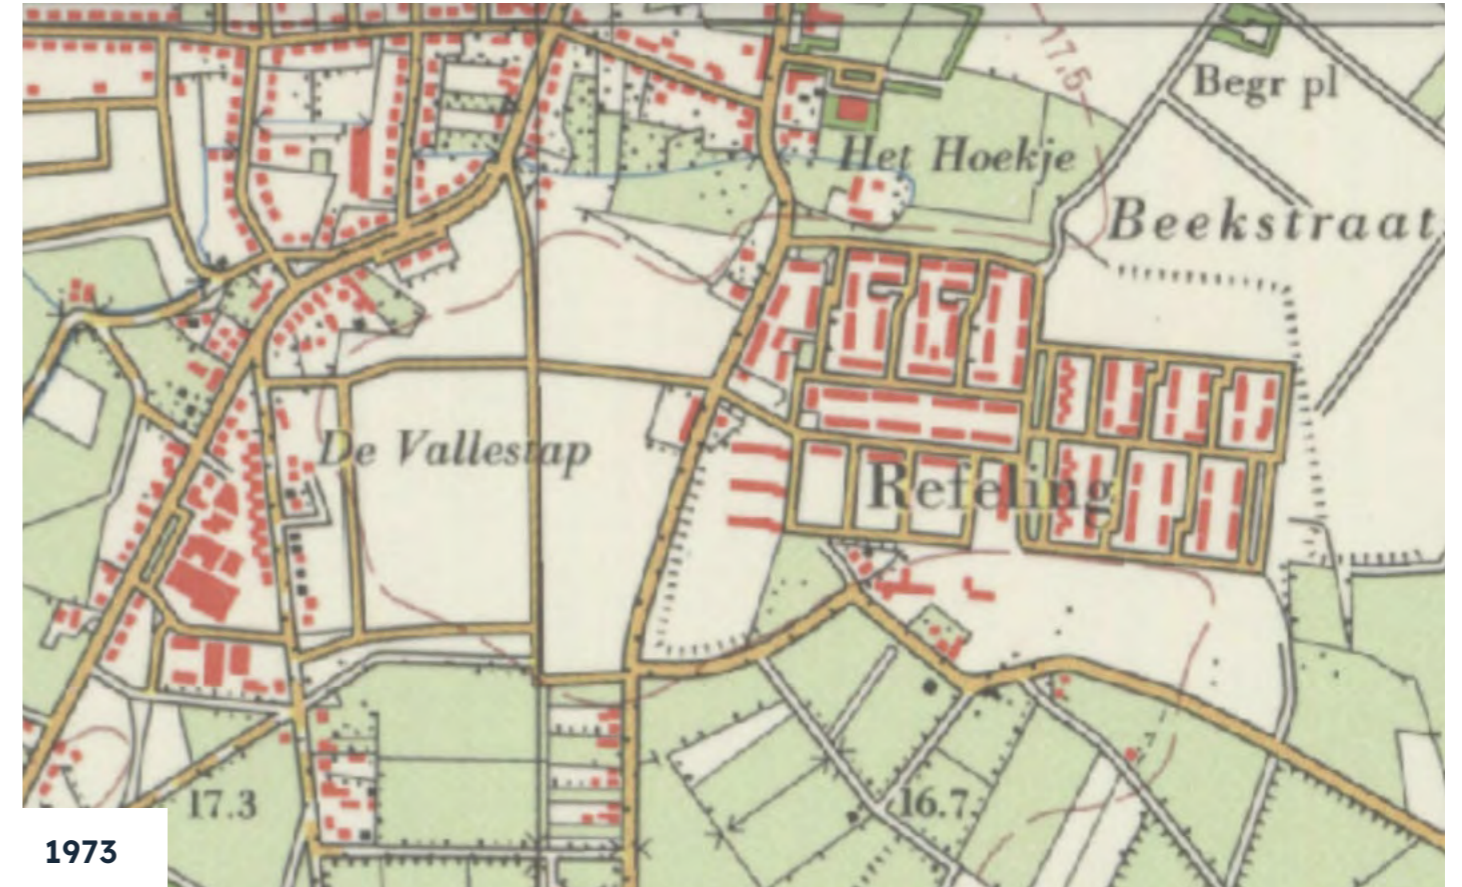 17.5
Begr pl
Het Hoekje
Beekstraat
De Vallestap
Refeling
17.3
16.7
1973